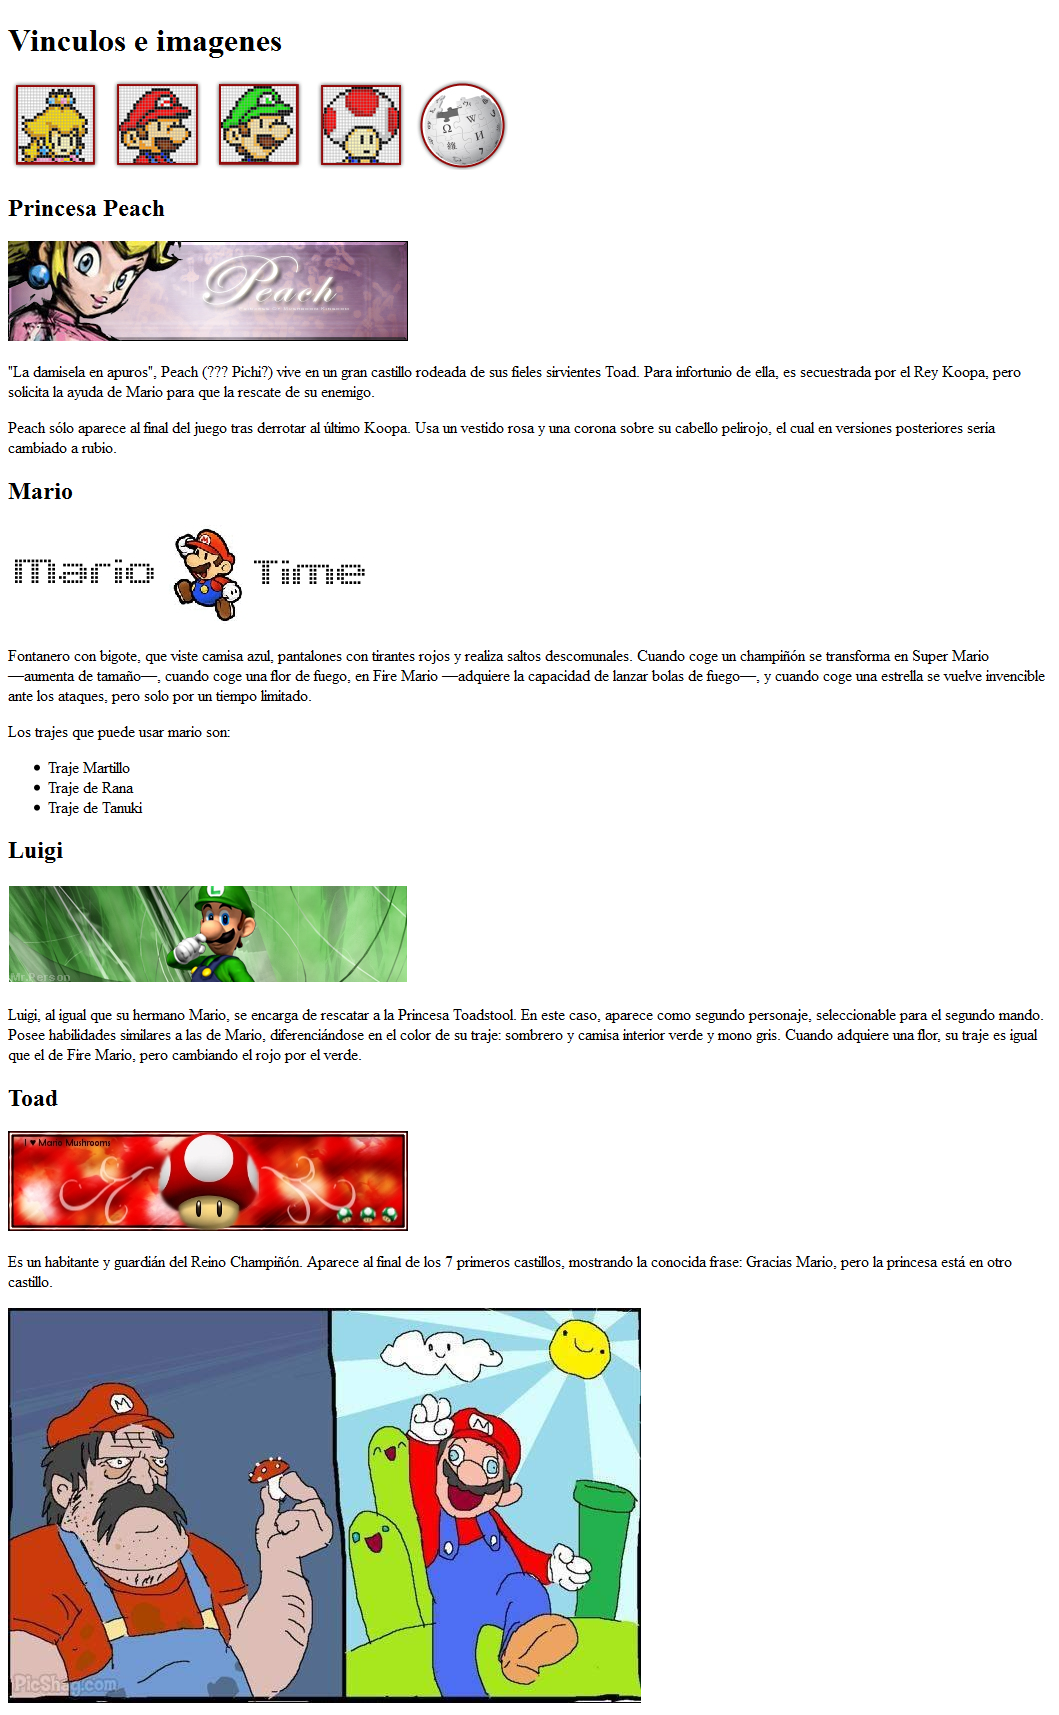 Vinculos e imagenes
Princesa Peach
Peach
"La damisela en apuros", Peach (??? Pichi?) vive en un gran castillo rodeada de sus fieles sirvientes Toad. Para infortunio de ella, es secuestrada por el Rey Koopa, pero
solicita la ayuda de Mario para que la rescate de su enemigo.
Peach sólo aparece al final del juego tras derrotar al último Koopa. Usa un vestido rosa y una corona sobre su cabello pelirojo, el cual en versiones posteriores seria
cambiado a rubio.
Mario
Mario Time
Fontanero con bigote, que viste camisa azul, pantalones con tirantes rojos y realiza saltos descomunales. Cuando coge un champiñón se transforma en Super Mario
—aumenta de tamaño—, cuando coge una flor de fuego, en Fire Mario —adquiere la capacidad de lanzar bolas de fuego—, y cuando coge una estrella se vuelve invencible
ante los ataques, pero solo por un tiempo limitado.
Los trajes que puede usar mario son:
Traje Martillo
Traje de Rana
Traje de Tanuki
Luigi
L
Mr.Person
Luigi, al igual que su hermano Mario, se encarga de rescatar a la Princesa Toadstool. En este caso, aparece como segundo personaje, seleccionable para el segundo mando.
Posee habilidades similares a las de Mario, diferenciándose en el color de su traje: sombrero y camisa interior verde y mono gris. Cuando adquiere una flor, su traje es igual
que el de Fire Mario, pero cambiando el rojo por el verde.
Toad
I ♥ Mario Mushrooms
Es un habitante y guardián del Reino Champiñón. Aparece al final de los 7 primeros castillos, mostrando la conocida frase: Gracias Mario, pero la princesa está en otro
castillo.
M
M
PicShag.com